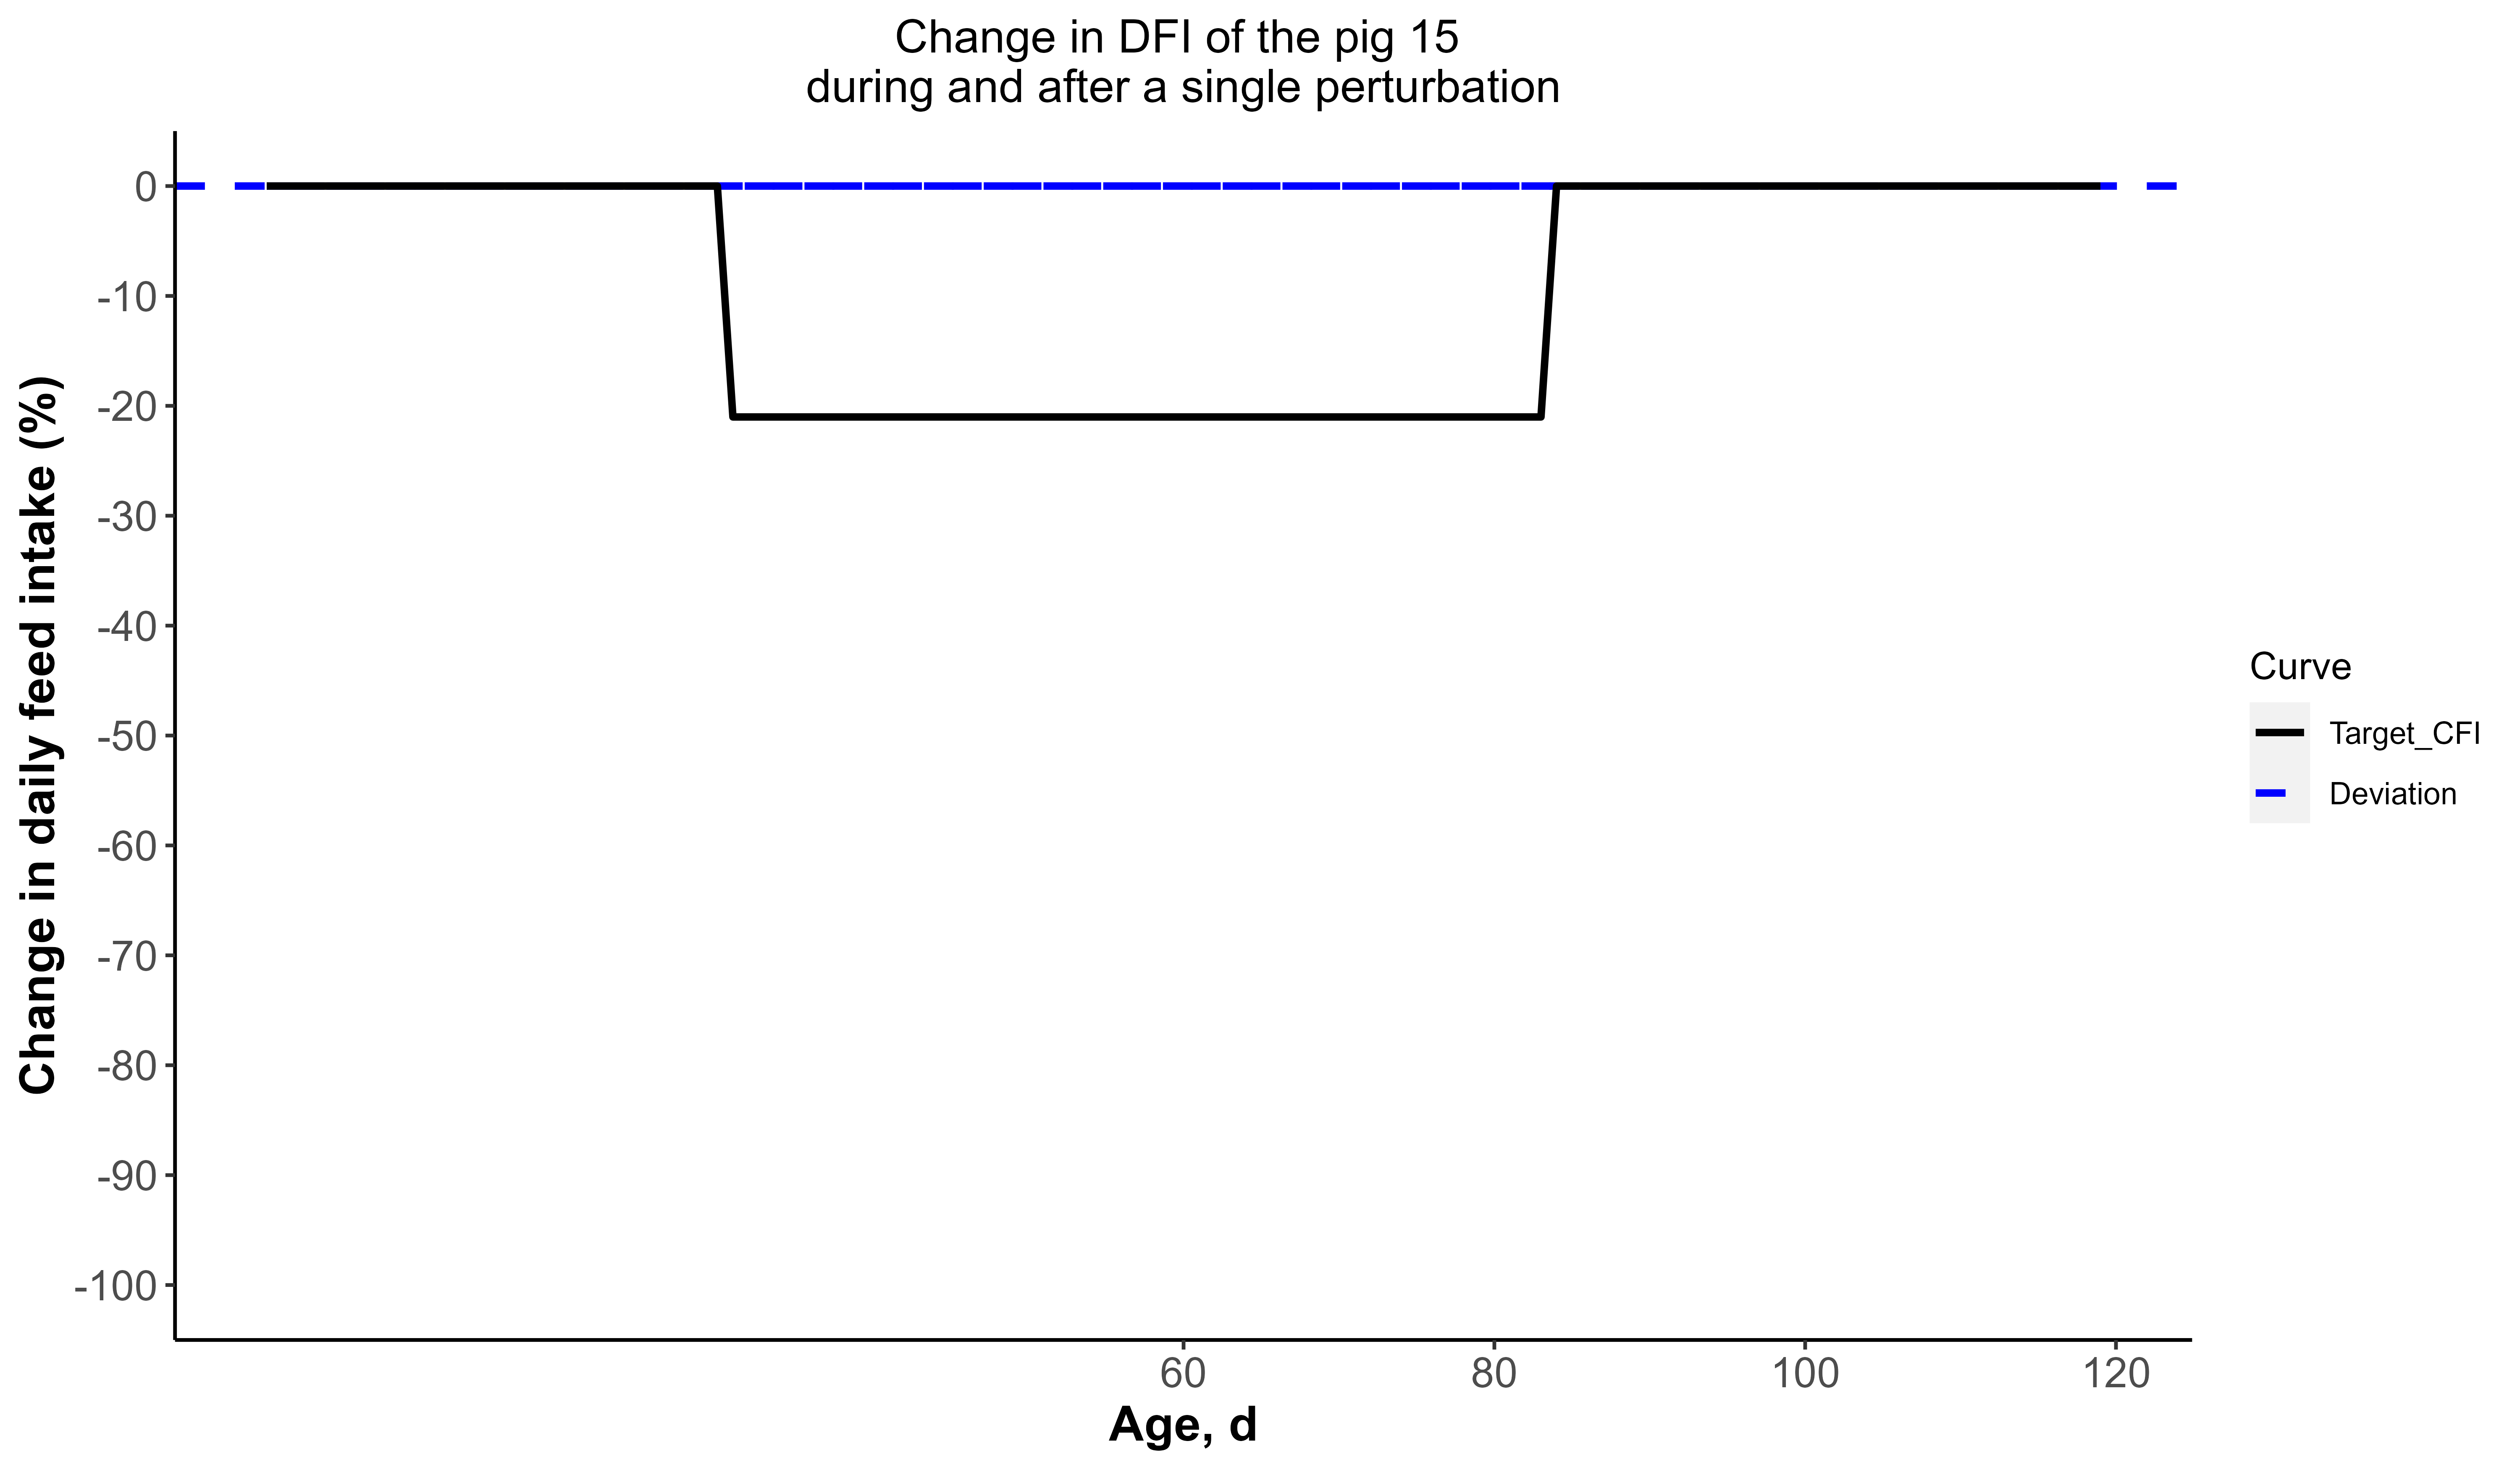 Change in DFI of the pig 15
during and after a single perturbation
Change in daily feed intake (%)
0
-10
-20
-30
-40
-50
-60
-70
-80
-90
-100
60
80
100
120
Age, d
Curve
Target_CFI
Deviation